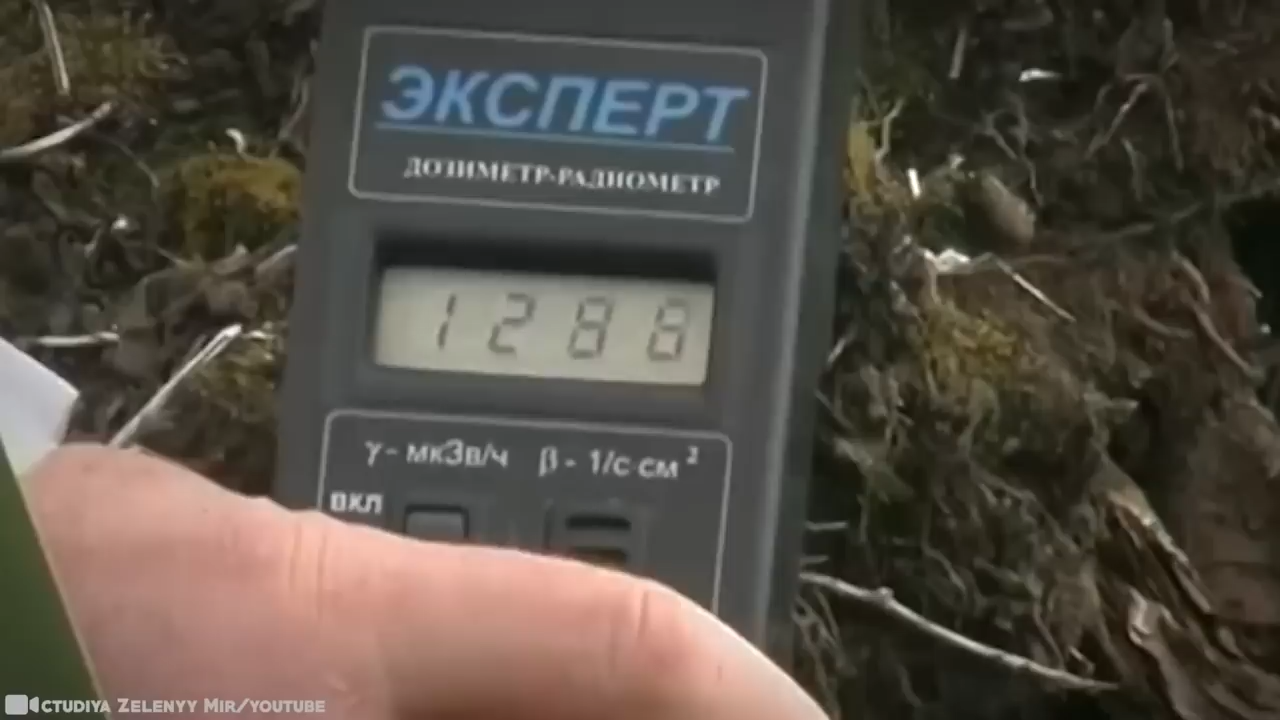 ЭКСПЕРТ
ДОЗИМЕТР-РАДИОМЕТР
1288
γ - мкЗв/ч β - 1/с·см²
ВКЛ
CTUDIYA ZELENYY MIR/YOUTUBE